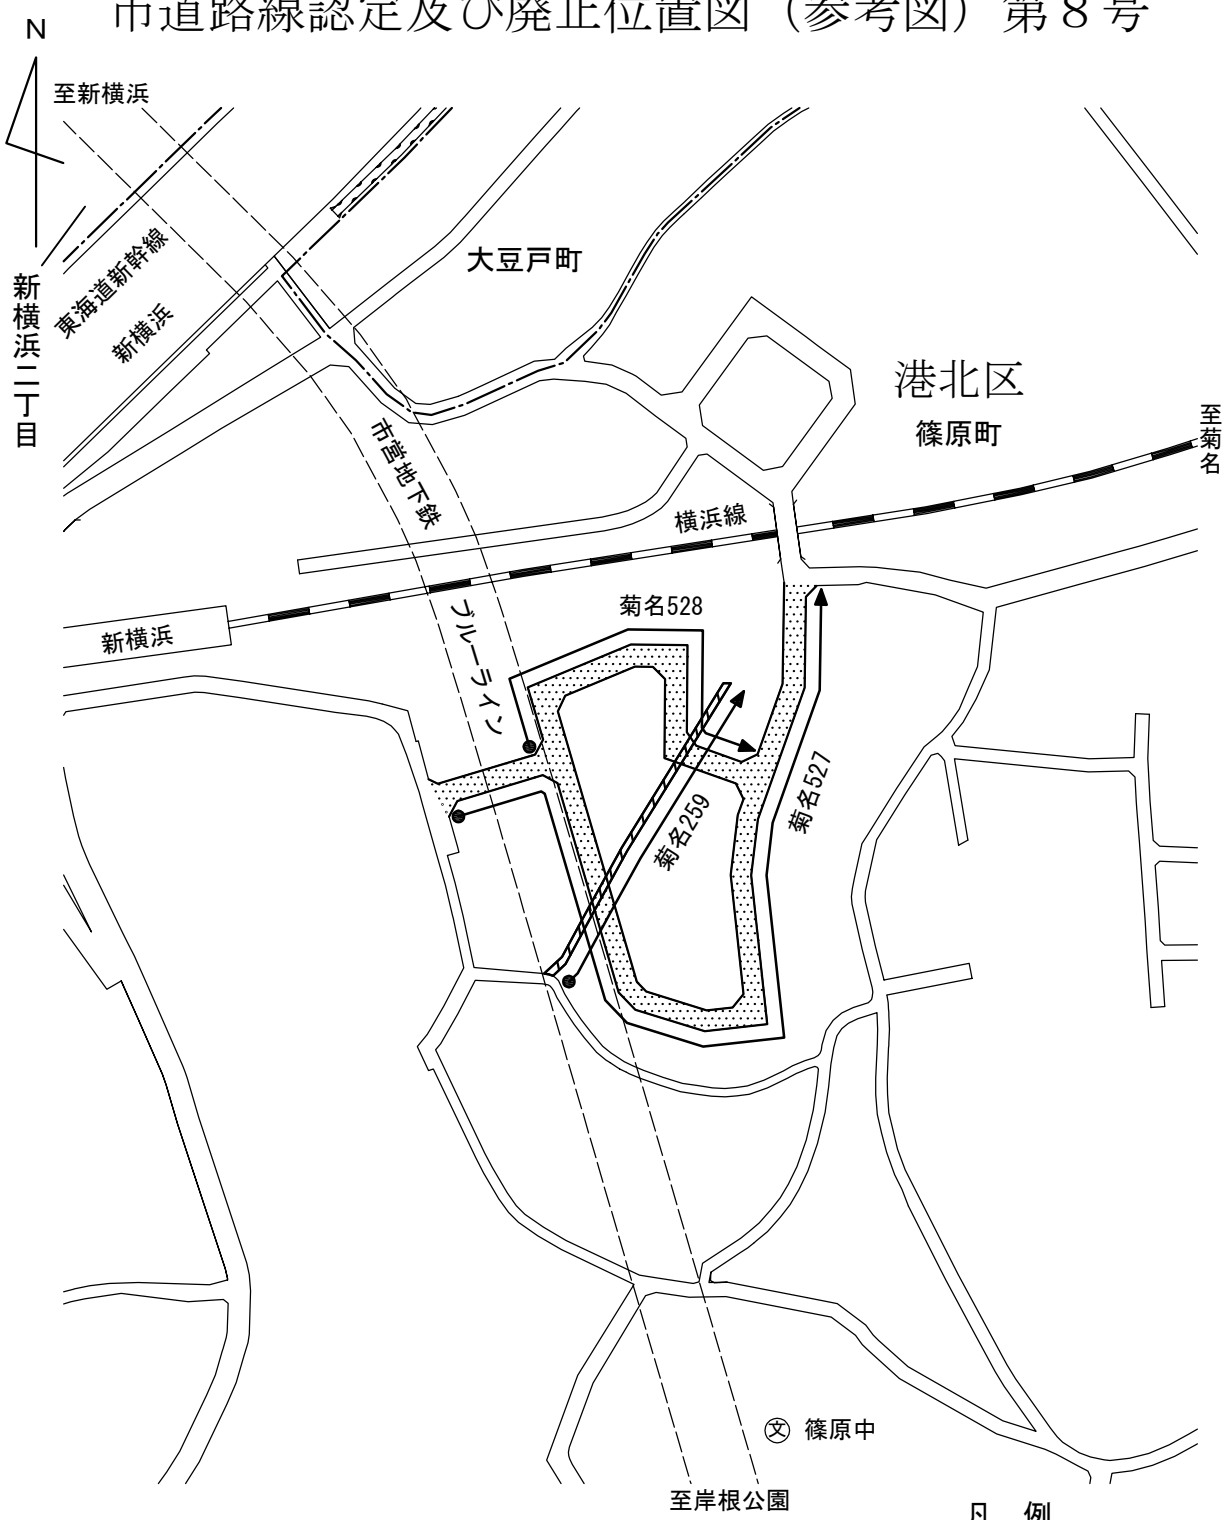 市道路線認定及び廃止位置図（参考図）第８号
N
至新横浜
大豆戸町
東海道新幹線
新横浜
新横浜二丁目
港北区
篠原町
至菊名
市営地下鉄
横浜線
菊名528
ブルーライン
新横浜
菊名527
菊名259
文 篠原中
至岸根公園
凡 例